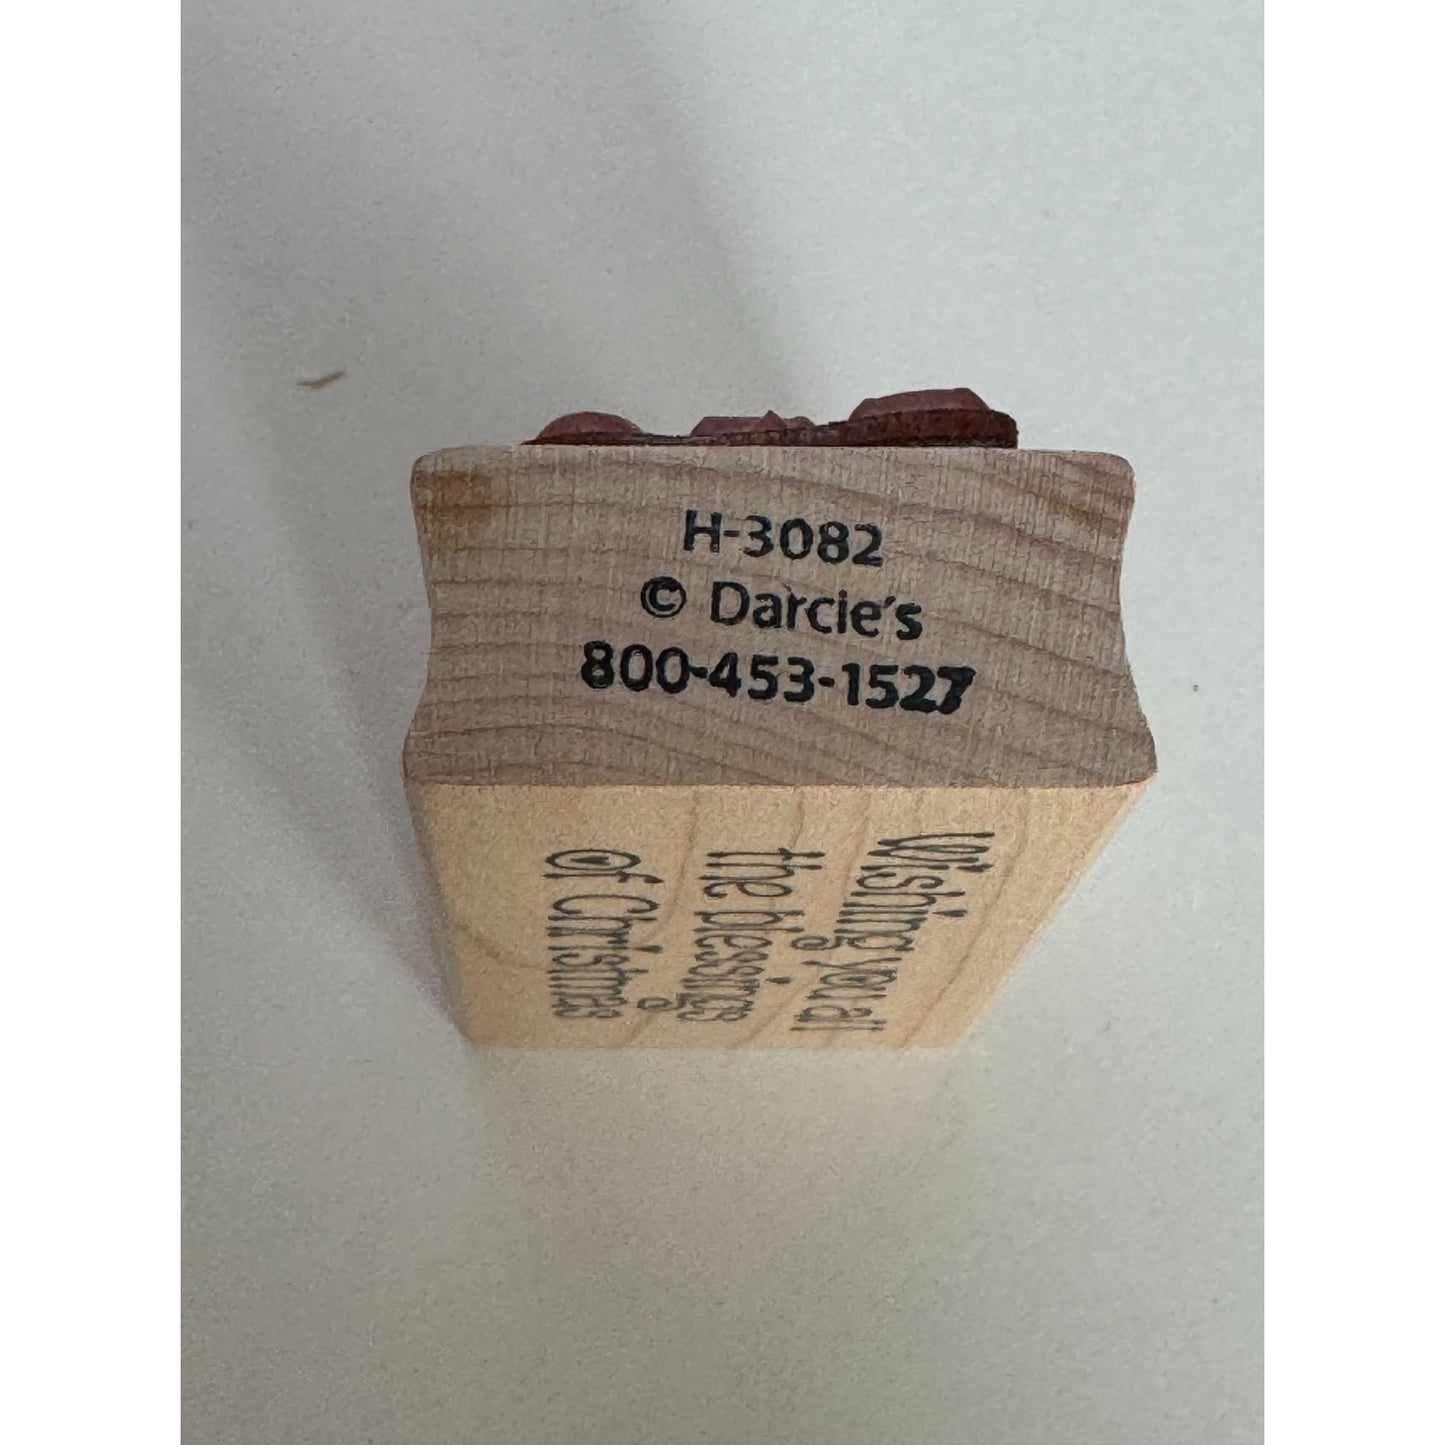 H-3082
© Darcie's
800-453-1527
Wishing you all
the blessings
of Christmas